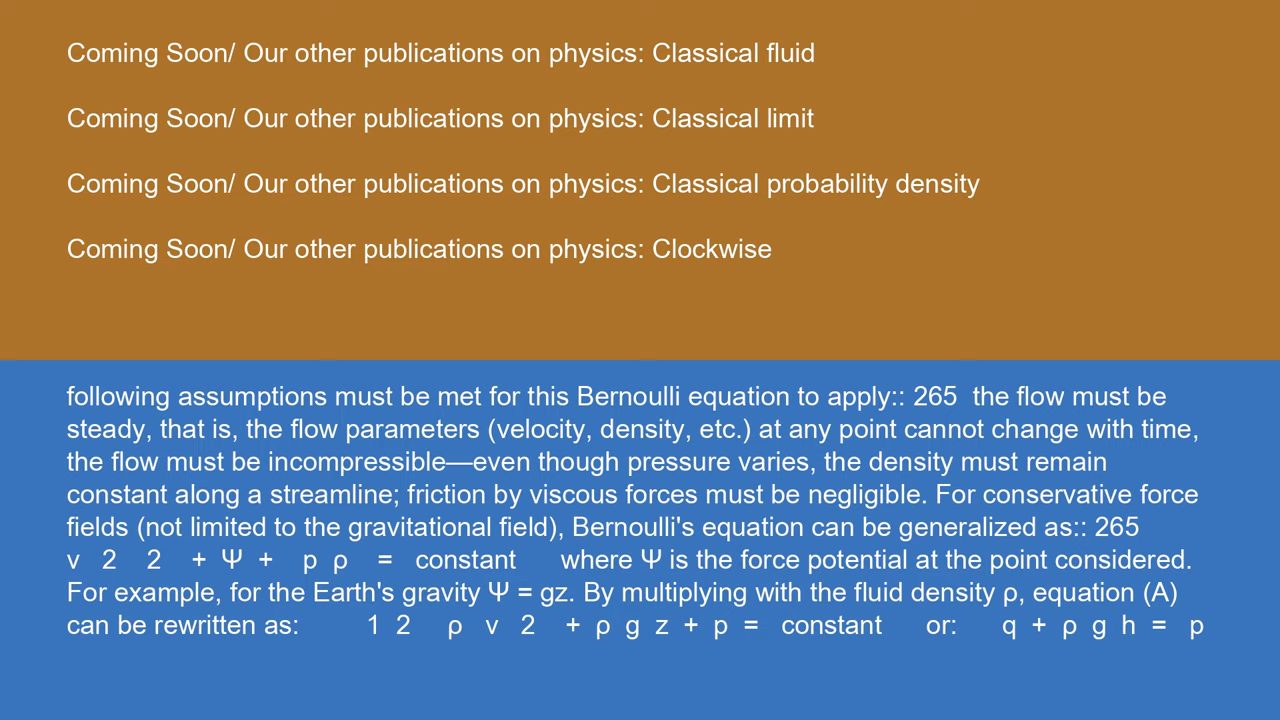 Coming Soon/ Our other publications on physics: Classical fluid
Coming Soon/ Our other publications on physics: Classical limit
Coming Soon/ Our other publications on physics: Classical probability density
Coming Soon/ Our other publications on physics: Clockwise
following assumptions must be met for this Bernoulli equation to apply:: 265  the flow must be
steady, that is, the flow parameters (velocity, density, etc.) at any point cannot change with time,
the flow must be incompressible—even though pressure varies, the density must remain
constant along a streamline; friction by viscous forces must be negligible. For conservative force
fields (not limited to the gravitational field), Bernoulli's equation can be generalized as:: 265
v 2 2 + Ψ + p ρ = constant where Ψ is the force potential at the point considered.
For example, for the Earth's gravity Ψ = gz. By multiplying with the fluid density ρ, equation (A)
can be rewritten as: 1 2 ρ v 2 + ρ g z + p = constant or: q + ρ g h = p